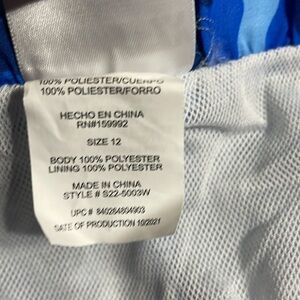 100% POLIESTER/CUERPO
100% POLIESTER/FORRO
HECHO EN CHINA
RN#159992
SIZE 12
BODY 100% POLYESTER
LINING 100% POLYESTER
MADE IN CHINA
STYLE # S22-5003W
UPC # 840284804903
DATE OF PRODUCTION 10/2021